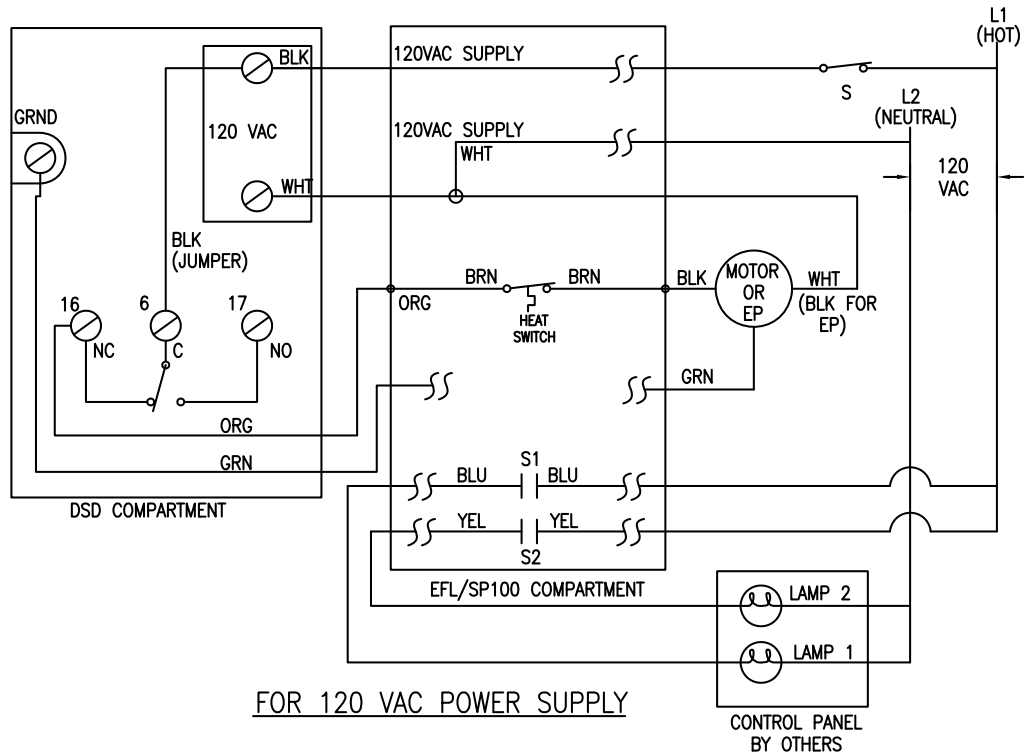 L1
(HOT)
BLK
120VAC SUPPLY
S
L2
(NEUTRAL)
GRND
120 VAC
120VAC SUPPLY
WHT
120
VAC
WHT
BLK
(JUMPER)
16
6
17
NC
C
NO
ORG
BRN
BRN
HEAT
SWITCH
BLK
MOTOR
OR
EP
WHT
(BLK FOR
EP)
GRN
ORG
GRN
DSD COMPARTMENT
BLU
S1
BLU
YEL
YEL
S2
EFL/SP100 COMPARTMENT
LAMP 2
LAMP 1
FOR 120 VAC POWER SUPPLY
CONTROL PANEL
BY OTHERS